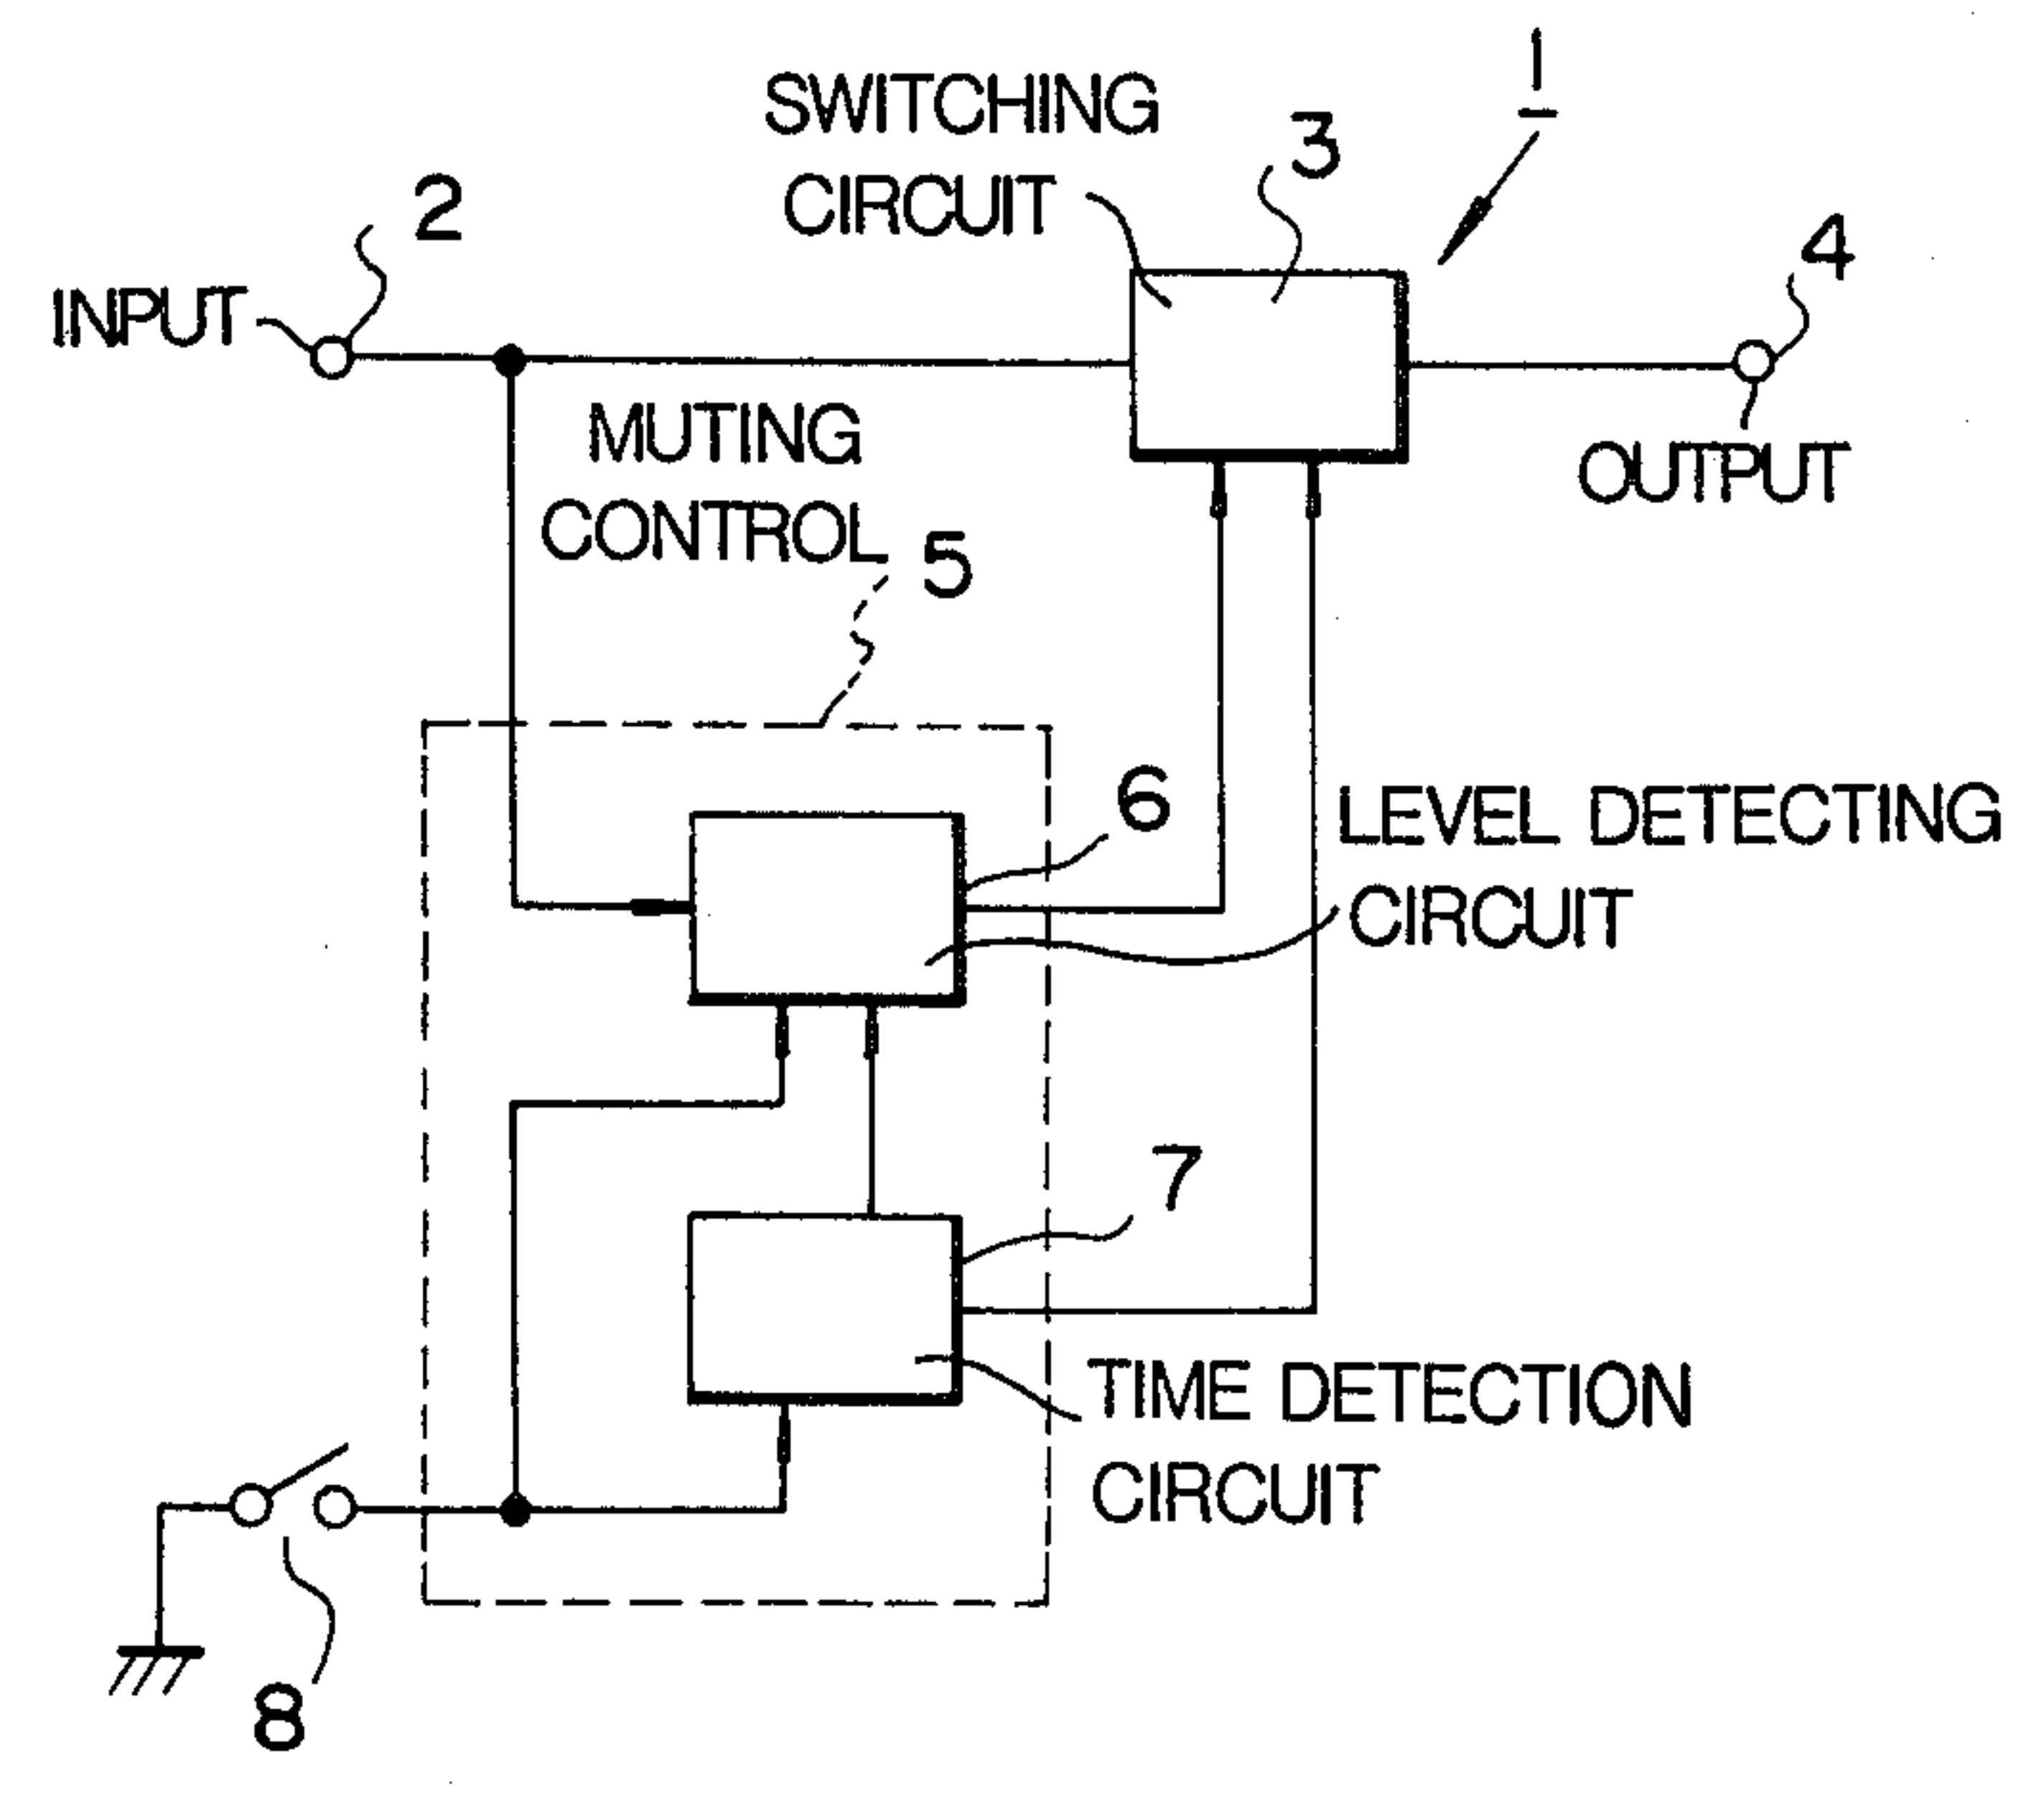 1
SWITCHING
CIRCUIT
3
2
4
INPUT
MUTING
CONTROL
5
OUTPUT
6
LEVEL DETECTING
CIRCUIT
7
TIME DETECTION
CIRCUIT
8